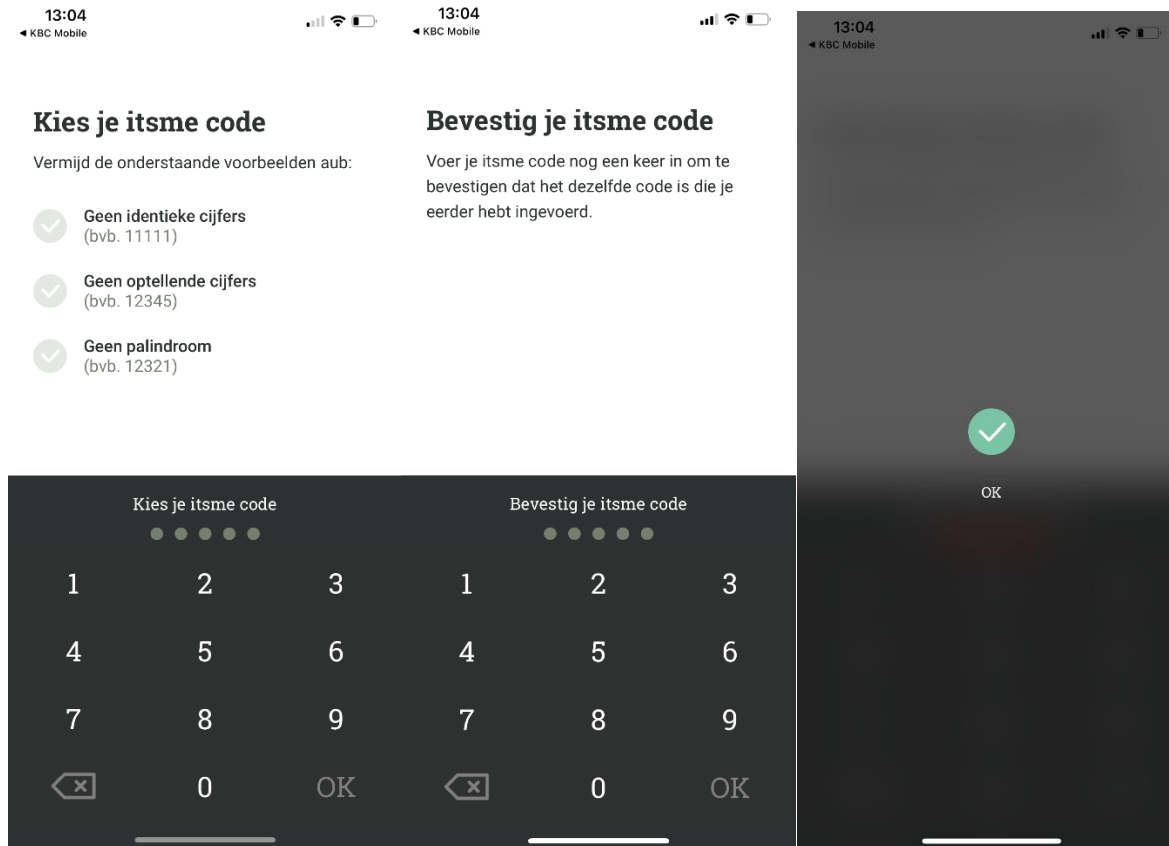 13:04
◀ KBC Mobile
Kies je itsme code
Vermijd de onderstaande voorbeelden aub:
Geen identieke cijfers
(bvb. 11111)
Geen optellende cijfers
(bvb. 12345)
Geen palindroom
(bvb. 12321)
Kies je itsme code
1 2 3
4 5 6
7 8 9
0 OK
13:04
◀ KBC Mobile
Bevestig je itsme code
Voer je itsme code nog een keer in om te
bevestigen dat het dezelfde code is die je
eerder hebt ingevoerd.
Bevestig je itsme code
1 2 3
4 5 6
7 8 9
0 OK
13:04
◀ KBC Mobile
OK